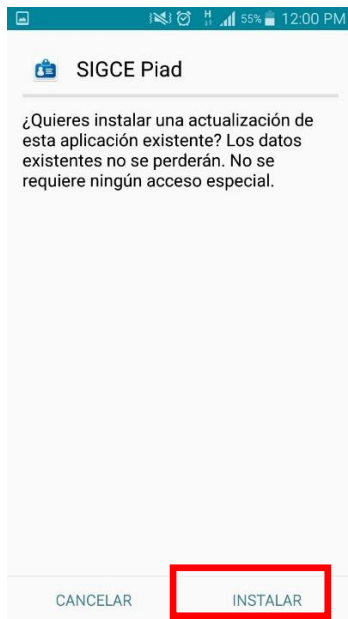 55% 12:00 PM
SIGCE Piad
¿Quieres instalar una actualización de
esta aplicación existente? Los datos
existentes no se perderán. No se
requiere ningún acceso especial.
CANCELAR INSTALAR